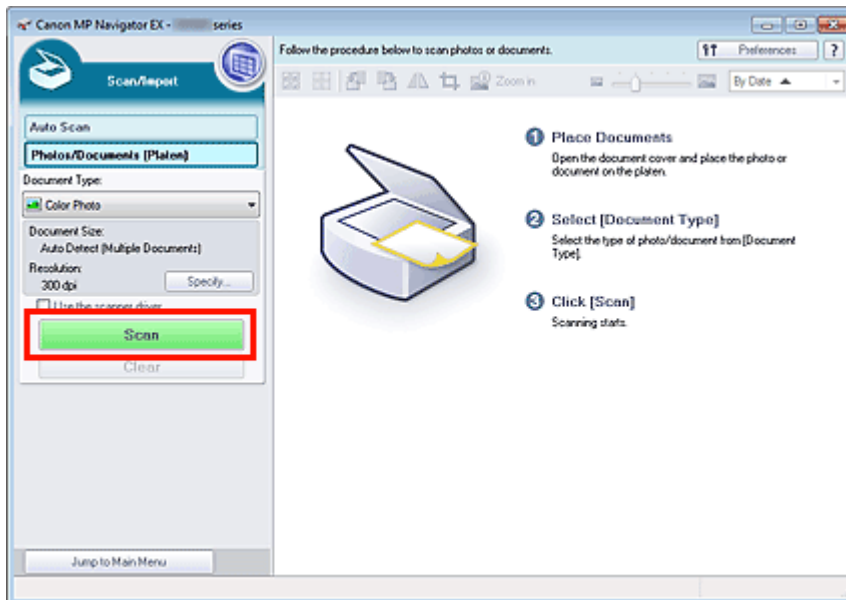 Canon MP Navigator EX - series
Scan/Import
Follow the procedure below to scan photos or documents.
Preferences
?
Zoom in
By Date
Auto Scan
Photos/Documents (Platen)
Document Type:
Color Photo
Document Size:
Auto Detect (Multiple Documents)
Resolution:
300 dpi
Specify...
Use the scanner driver
Scan
Clear
Jump to Main Menu
1 Place Documents
Open the document cover and place the photo or
document on the platen.
2 Select [Document Type]
Select the type of photo/document from [Document
Type].
3 Click [Scan]
Scanning starts.